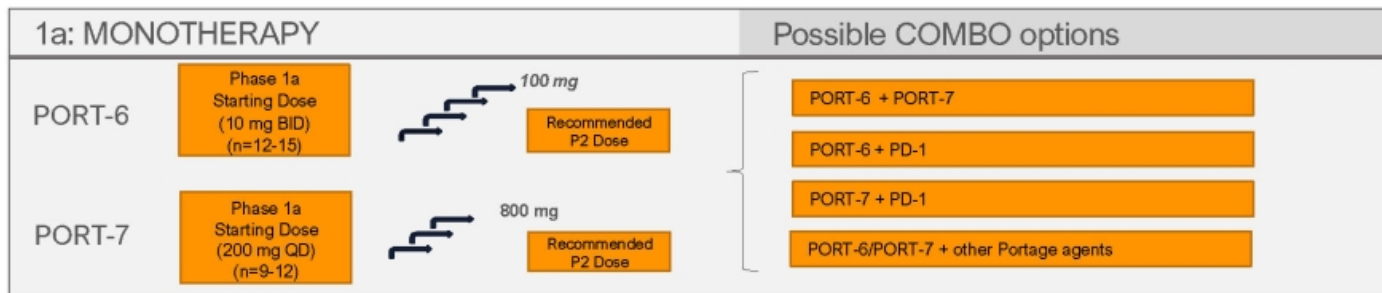 1a: MONOTHERAPY
Possible COMBO options
PORT-6
Phase 1a
Starting Dose
(10 mg BID)
(n=12-15)
100 mg
Recommended
P2 Dose
PORT-7
Phase 1a
Starting Dose
(200 mg QD)
(n=9-12)
800 mg
Recommended
P2 Dose
PORT-6 + PORT-7
PORT-6 + PD-1
PORT-7 + PD-1
PORT-6/PORT-7 + other Portage agents